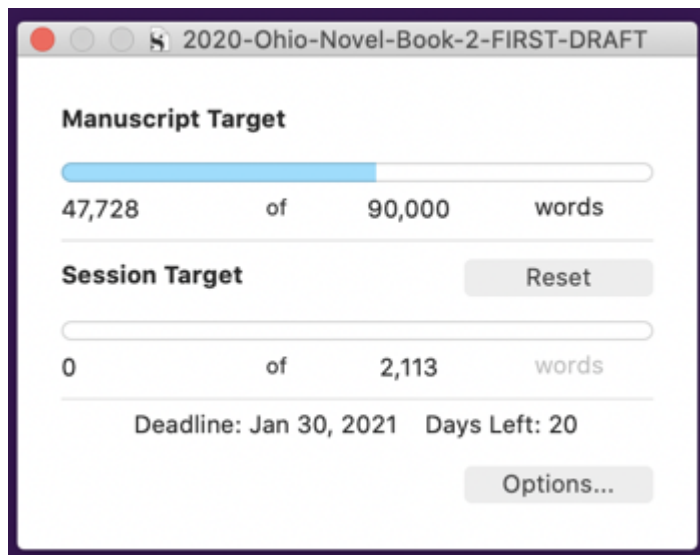 2020-Ohio-Novel-Book-2-FIRST-DRAFT
Manuscript Target
47,728 of 90,000 words
Session Target Reset
0 of 2,113 words
Deadline: Jan 30, 2021 Days Left: 20
Options...